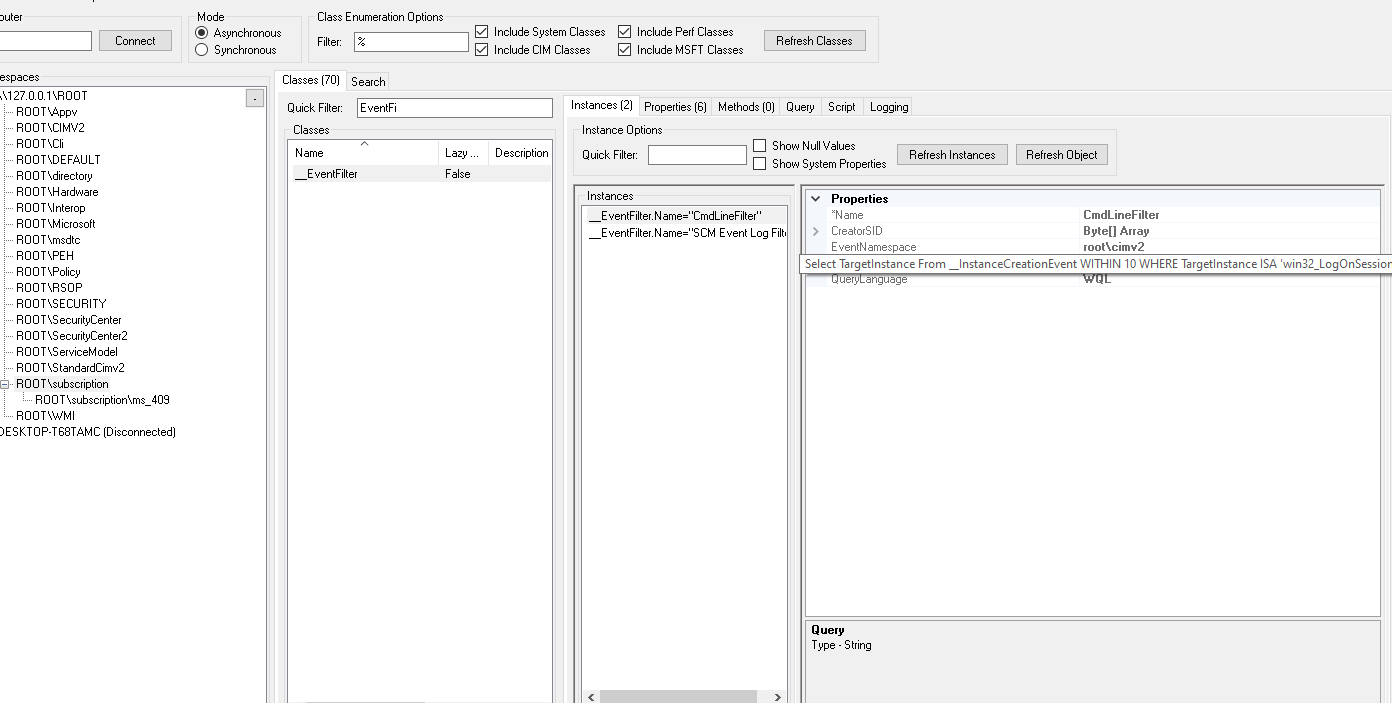 outer
Connect
Mode
Asynchronous
Synchronous
Class Enumeration Options
Filter: %
Include System Classes
Include Perf Classes
Include CIM Classes
Include MSFT Classes
Refresh Classes
espaces
\\127.0.0.1\ROOT
-
ROOT\Appv
ROOT\CIMV2
ROOT\Cli
ROOT\DEFAULT
ROOT\directory
ROOT\Hardware
ROOT\Interop
ROOT\Microsoft
ROOT\msdtc
ROOT\PEH
ROOT\Policy
ROOT\RSOP
ROOT\SECURITY
ROOT\SecurityCenter
ROOT\SecurityCenter2
ROOT\ServiceModel
ROOT\StandardCimv2
ROOT\subscription
ROOT\subscription\ms_409
ROOT\WMI
DESKTOP-T68TAMC (Disconnected)
Classes (70) Search
Quick Filter: EventFi
Classes
Name Lazy ... Description
__EventFilter False
Instances (2) Properties (6) Methods (0) Query Script Logging
Instance Options
Quick Filter:
Show Null Values
Show System Properties
Refresh Instances
Refresh Object
Instances
__EventFilter.Name="CmdLineFilter"
__EventFilter.Name="SCM Event Log Filte
Properties
*Name CmdLineFilter
CreatorSID Byte[] Array
EventNamespace root\cimv2
Select TargetInstance From __InstanceCreationEvent WITHIN 10 WHERE TargetInstance ISA 'win32_LogOnSession
QueryLanguage WQL
Query
Type - String